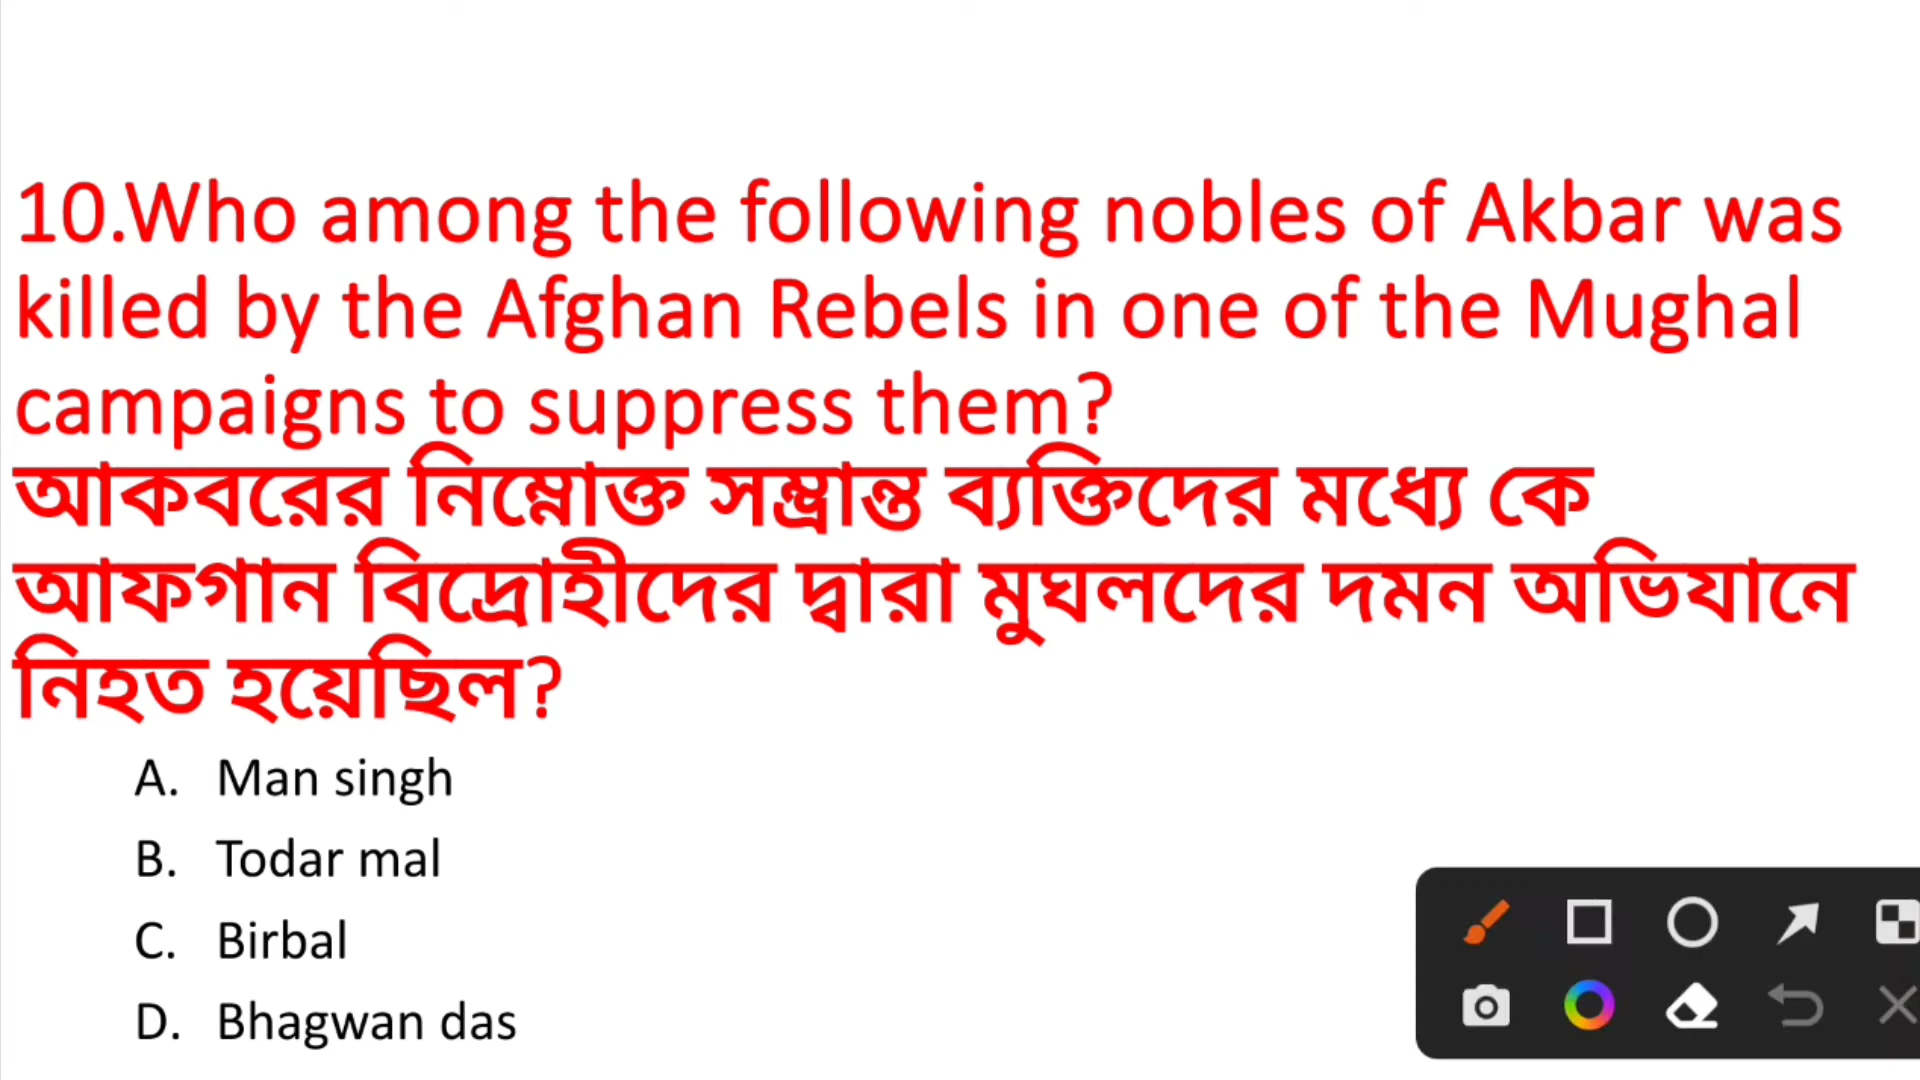 10.Who among the following nobles of Akbar was
killed by the Afghan Rebels in one of the Mughal
campaigns to suppress them?
আকবরের নিম্নোক্ত সম্ভ্রান্ত ব্যক্তিদের মধ্যে কে
আফগান বিদ্রোহীদের দ্বারা মুঘলদের দমন অভিযানে
নিহত হয়েছিল?
A. Man singh
B. Todar mal
C. Birbal
D. Bhagwan das